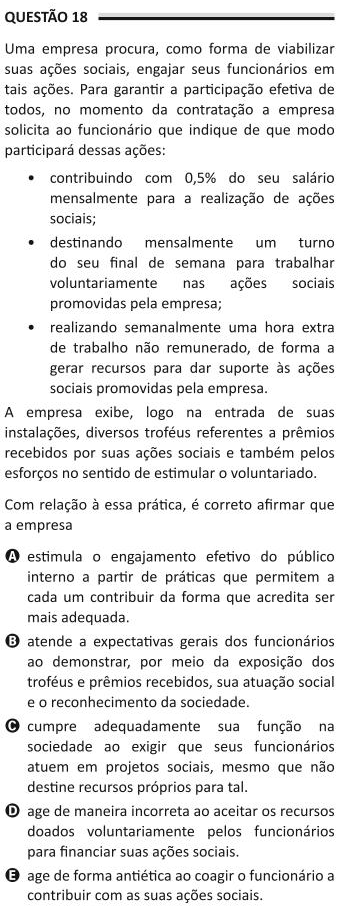 QUESTÃO 18
Uma empresa procura, como forma de viabilizar
suas ações sociais, engajar seus funcionários em
tais ações. Para garantir a participação efetiva de
todos, no momento da contratação a empresa
solicita ao funcionário que indique de que modo
participará dessas ações:
• contribuindo com 0,5% do seu salário
mensalmente para a realização de ações
sociais;
• destinando mensalmente um turno
do seu final de semana para trabalhar
voluntariamente nas ações sociais
promovidas pela empresa;
• realizando semanalmente uma hora extra
de trabalho não remunerado, de forma a
gerar recursos para dar suporte às ações
sociais promovidas pela empresa.
A empresa exibe, logo na entrada de suas
instalações, diversos troféus referentes a prêmios
recebidos por suas ações sociais e também pelos
esforços no sentido de estimular o voluntariado.
Com relação à essa prática, é correto afirmar que
a empresa
A estimula o engajamento efetivo do público
interno a partir de práticas que permitem a
cada um contribuir da forma que acredita ser
mais adequada.
B atende a expectativas gerais dos funcionários
ao demonstrar, por meio da exposição dos
troféus e prêmios recebidos, sua atuação social
e o reconhecimento da sociedade.
C cumpre adequadamente sua função na
sociedade ao exigir que seus funcionários
atuem em projetos sociais, mesmo que não
destine recursos próprios para tal.
D age de maneira incorreta ao aceitar os recursos
doados voluntariamente pelos funcionários
para financiar suas ações sociais.
E age de forma antiética ao coagir o funcionário a
contribuir com as suas ações sociais.